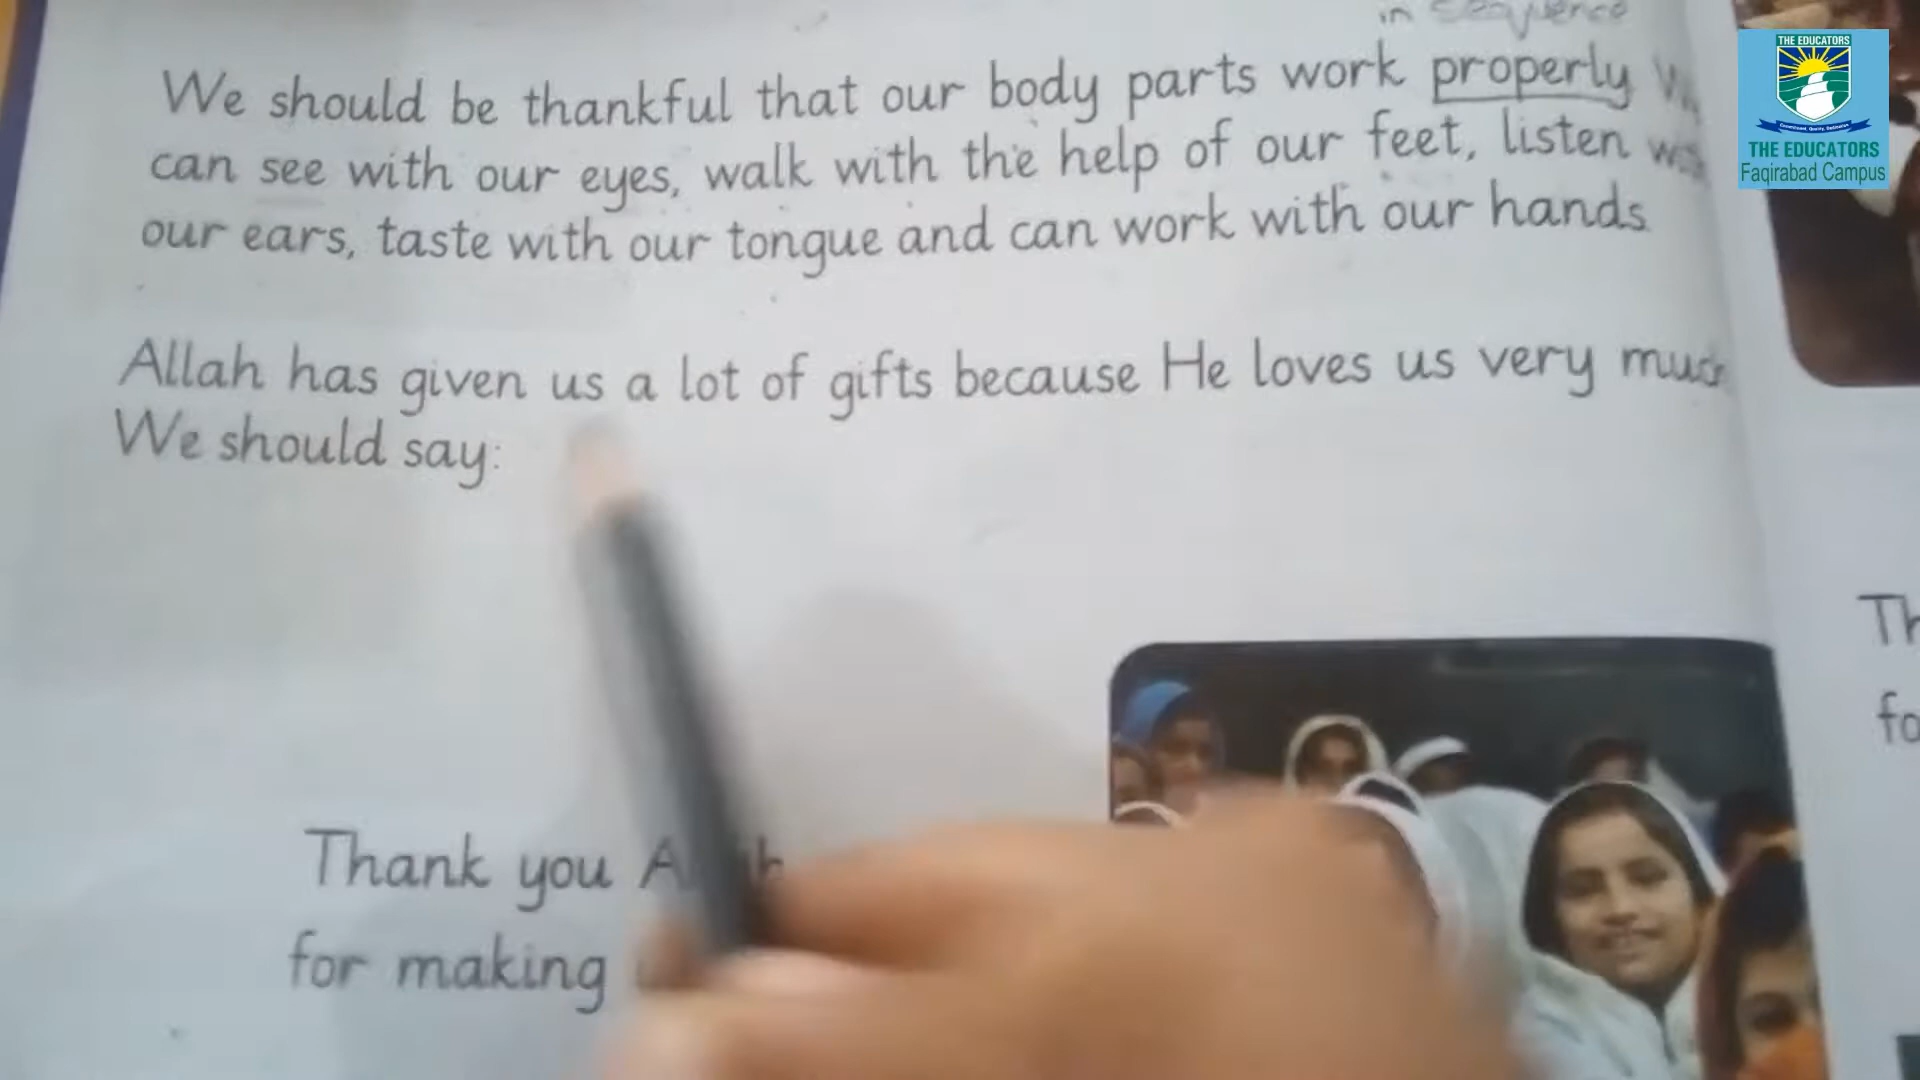 in sequence
We should be thankful that our body parts work properly
can see with our eyes, walk with the help of our feet, listen
our ears, taste with our tongue and can work with our hands.
Allah has given us a lot of gifts because He loves us very much
We should say:
Thank you
for making
THE EDUCATORS
THE EDUCATORS
Faqirabad Campus